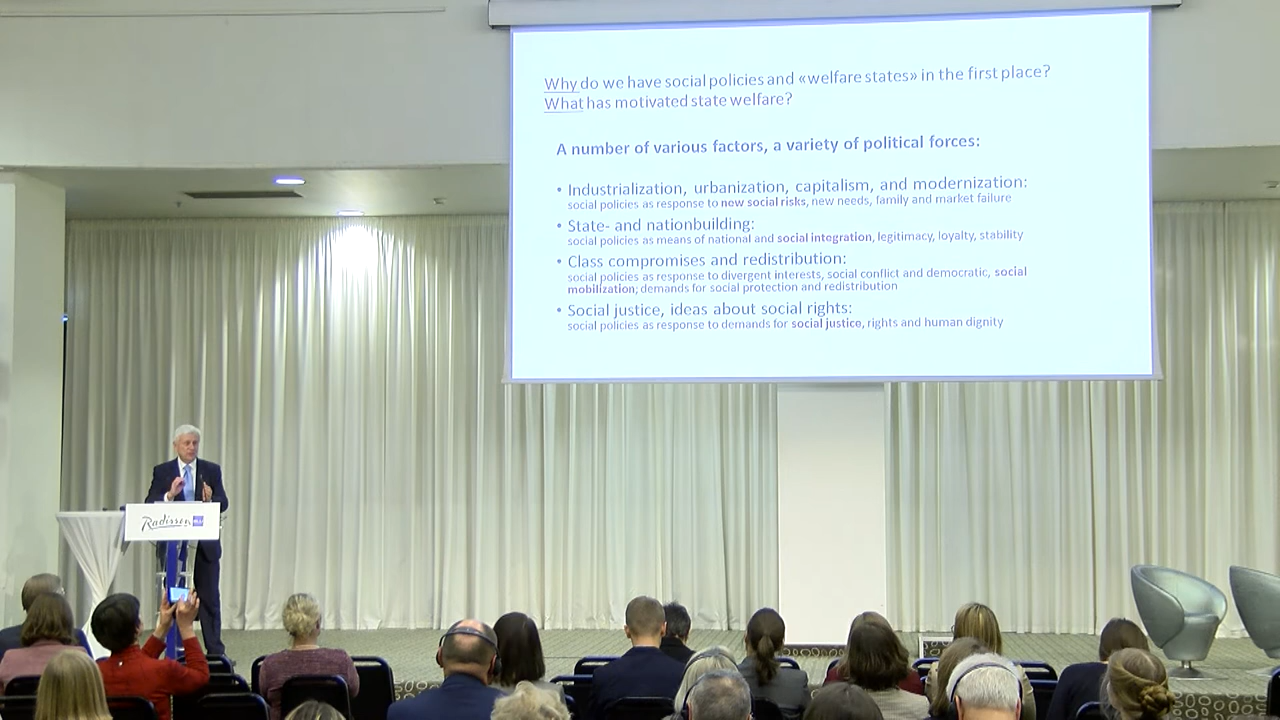 Why do we have social policies and «welfare states» in the first place?
What has motivated state welfare?
A number of various factors, a variety of political forces:
• Industrialization, urbanization, capitalism, and modernization:
social policies as response to new social risks, new needs, family and market failure
• State- and nationbuilding:
social policies as means of national and social integration, legitimacy, loyalty, stability
• Class compromises and redistribution:
social policies as response to divergent interests, social conflict and democratic, social
mobilization; demands for social protection and redistribution
• Social justice, ideas about social rights:
social policies as response to demands for social justice, rights and human dignity
Radisson